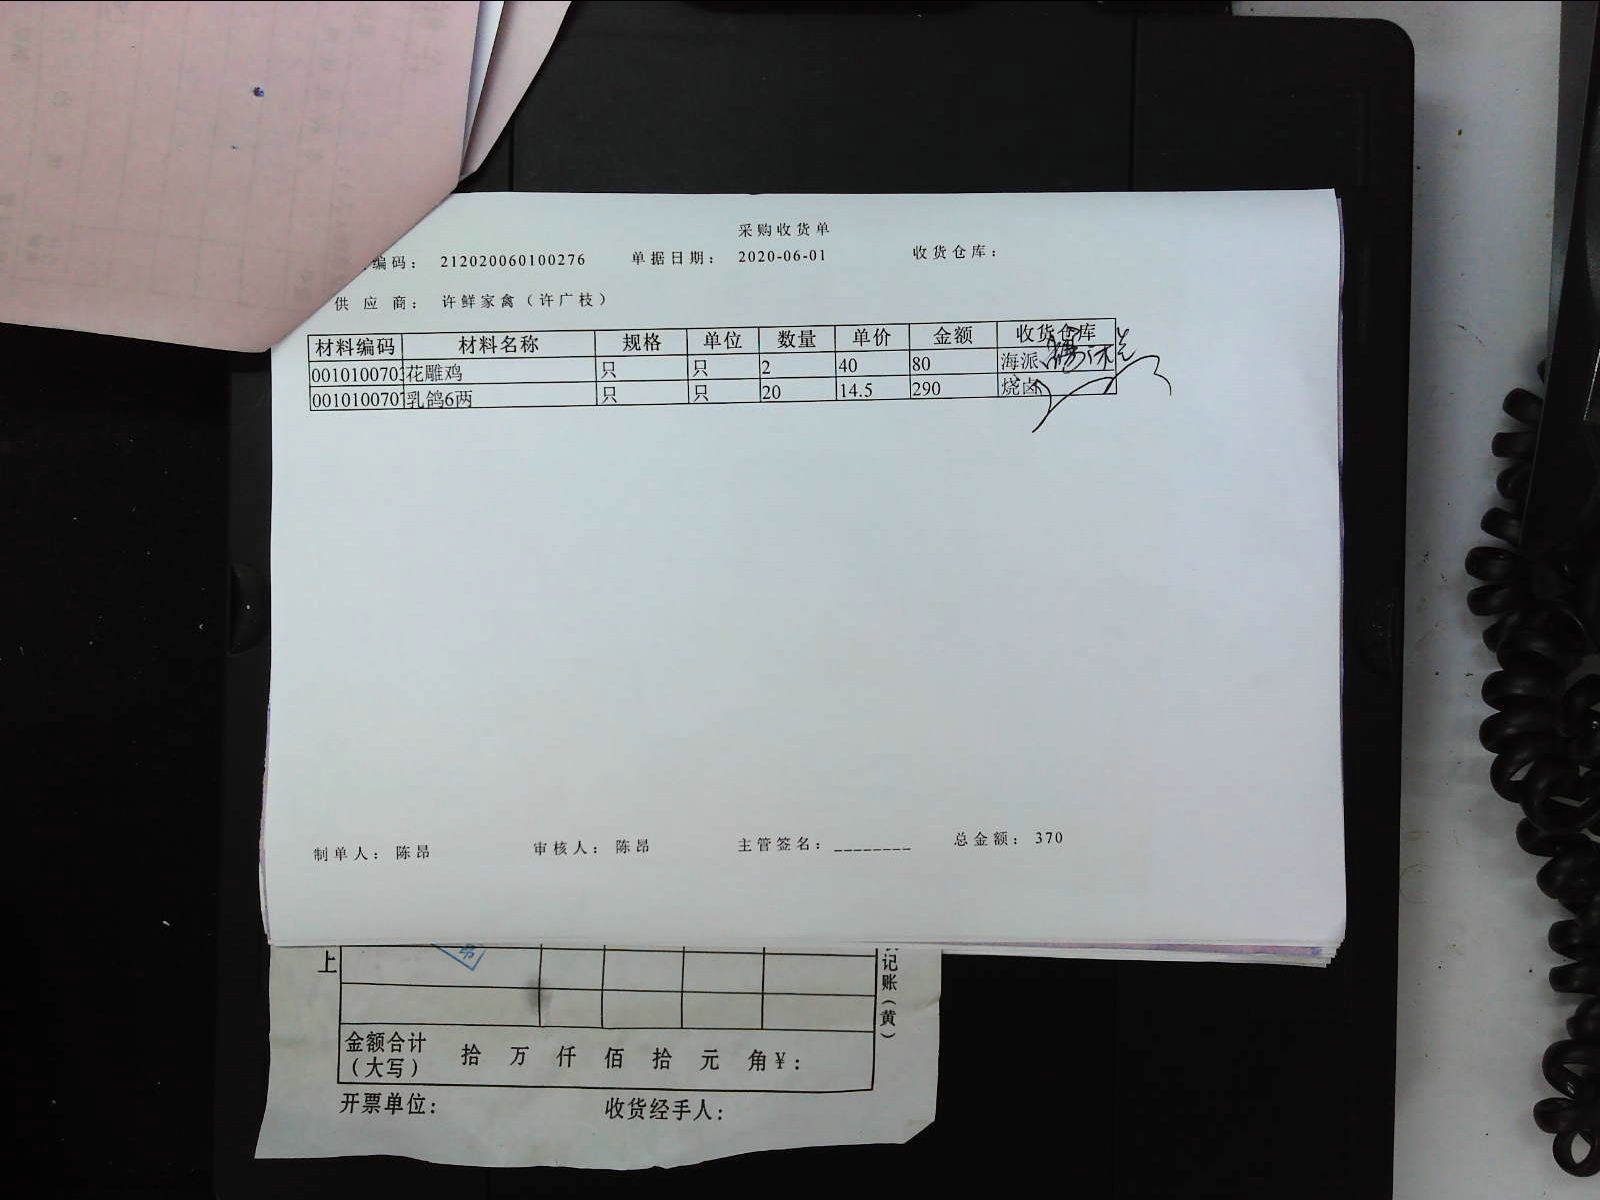 采购收货单
编码： 212020060100276 单据日期： 2020-06-01 收货仓库：
供应商： 许鲜家禽（许广枝）
材料编码 材料名称 规格 单位 数量 单价 金额 收货仓库
0010100703 花雕鸡 只 只 2 40 80 海派
0010100707 乳鸽6两 只 只 20 14.5 290 烧卤
制单人： 陈昂 审核人： 陈昂 主管签名：________ 总金额： 370
上
昂
记账（黄）
金额合计（大写） 拾 万 仟 佰 拾 元 角 ¥：
开票单位： 收货经手人：